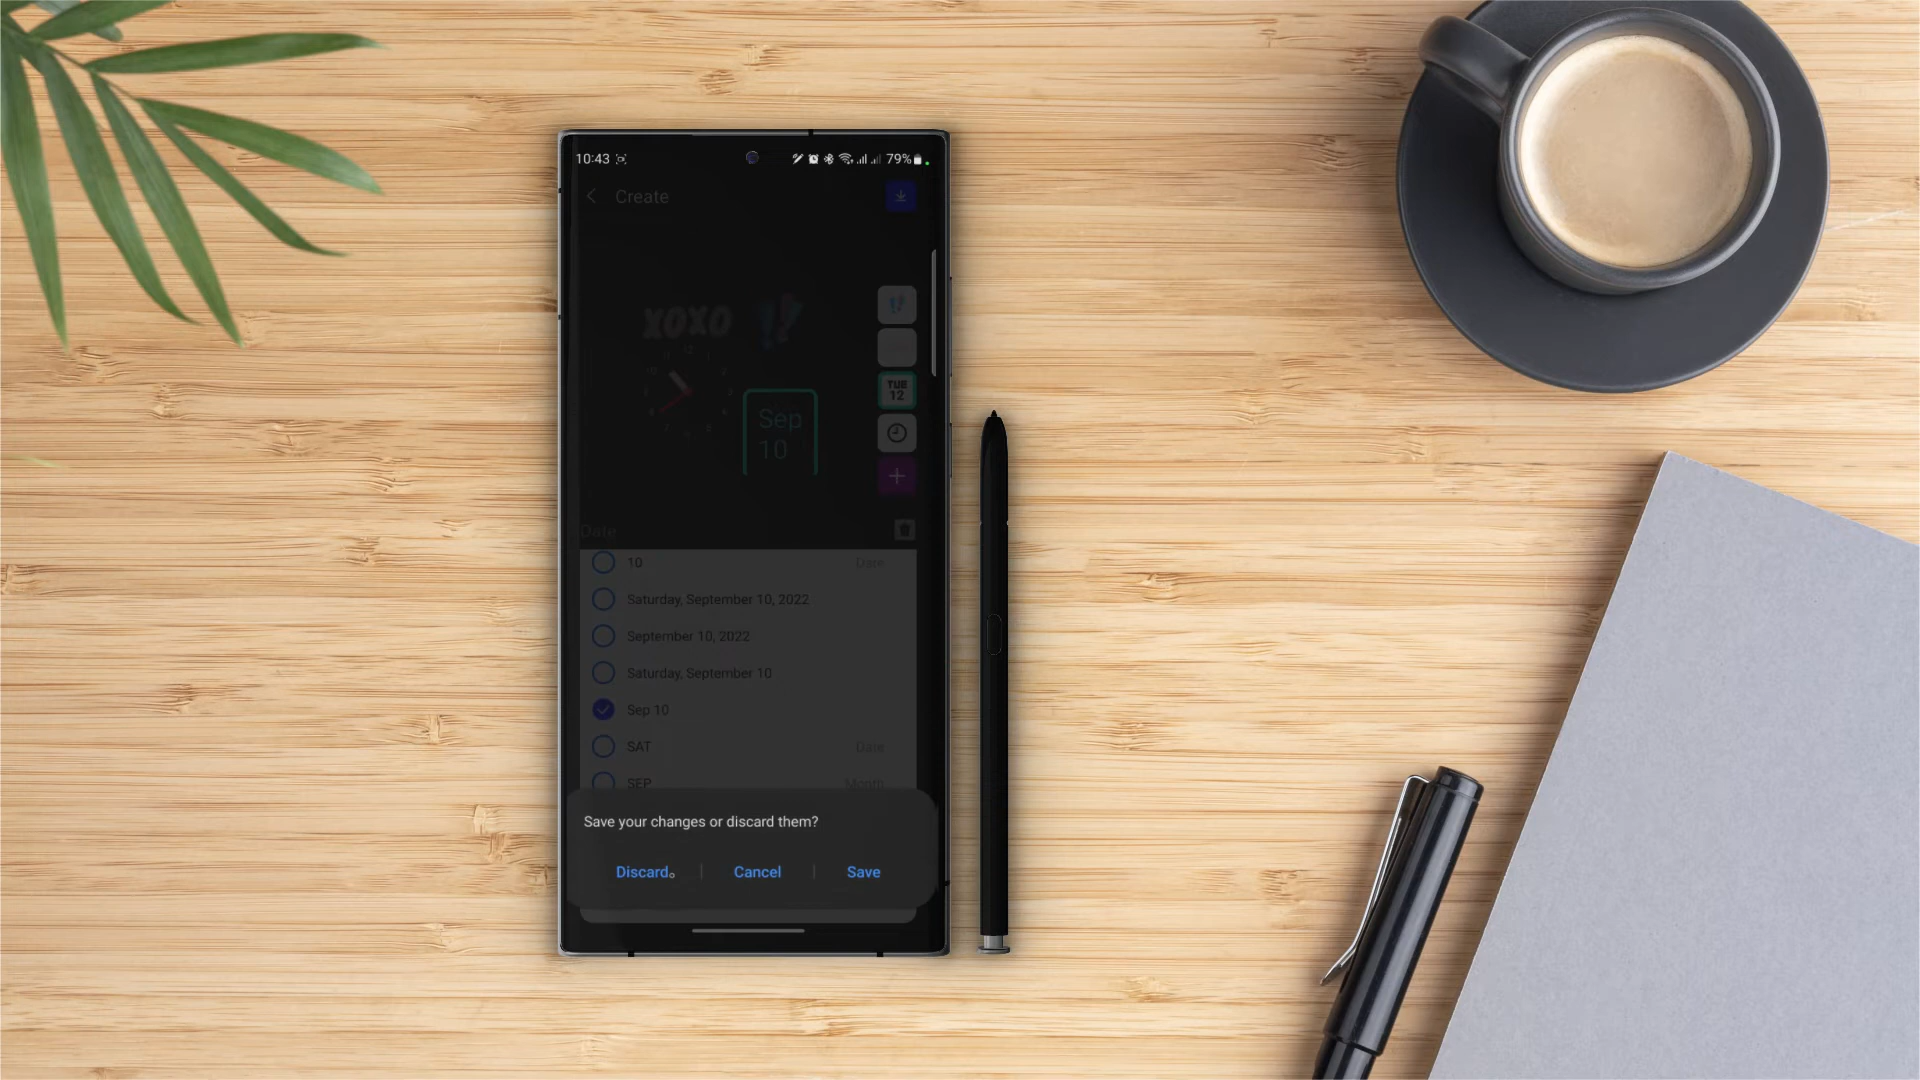 10:43 79%
Create
XOXO
TUE
12
Sep
10
Date
10 Date
Saturday, September 10, 2022
September 10, 2022
Saturday, September 10
Sep 10
SAT Date
SEP Month
Save your changes or discard them?
Discard Cancel Save